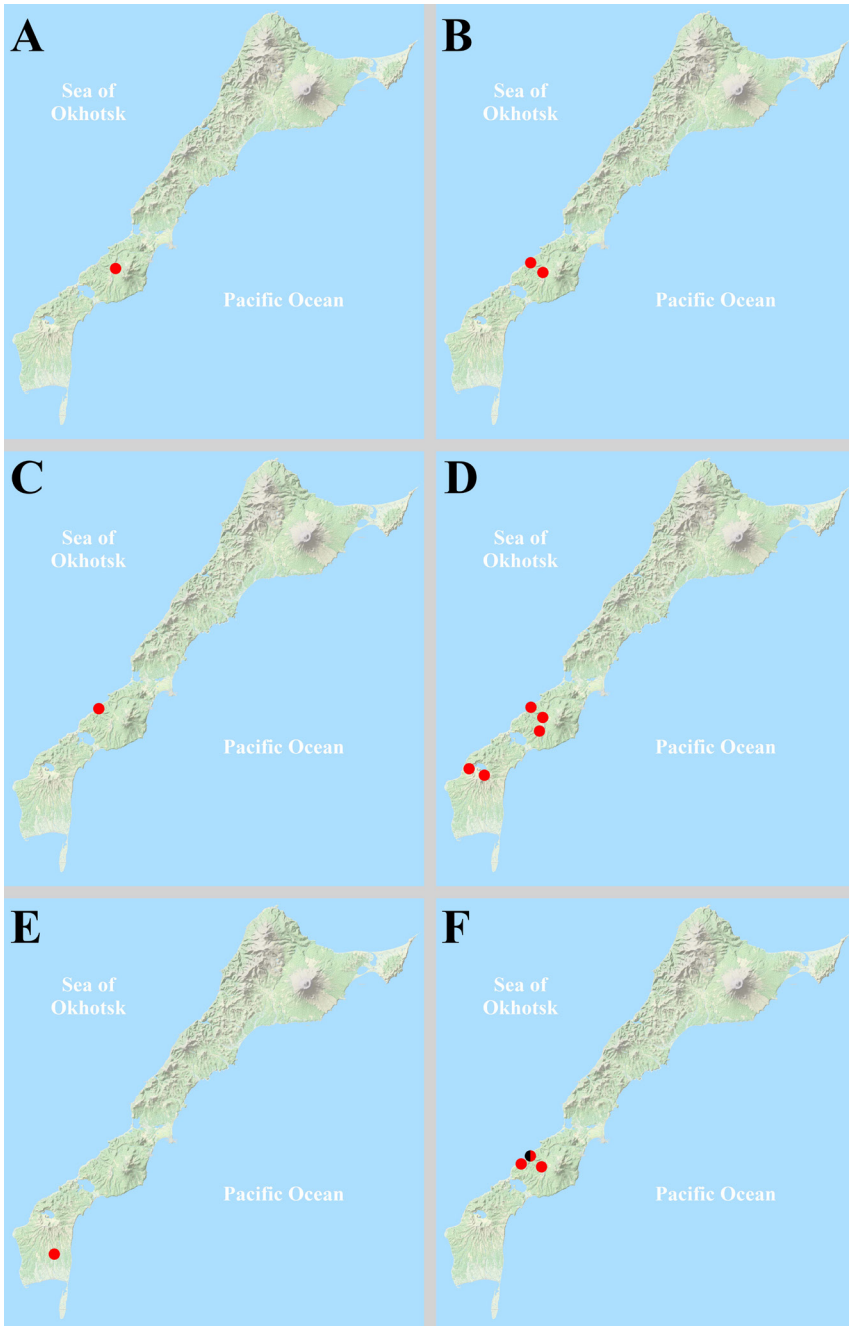 A
Sea of
Okhotsk
Pacific Ocean
B
Sea of
Okhotsk
Pacific Ocean
C
Sea of
Okhotsk
Pacific Ocean
D
Sea of
Okhotsk
Pacific Ocean
E
Sea of
Okhotsk
Pacific Ocean
F
Sea of
Okhotsk
Pacific Ocean